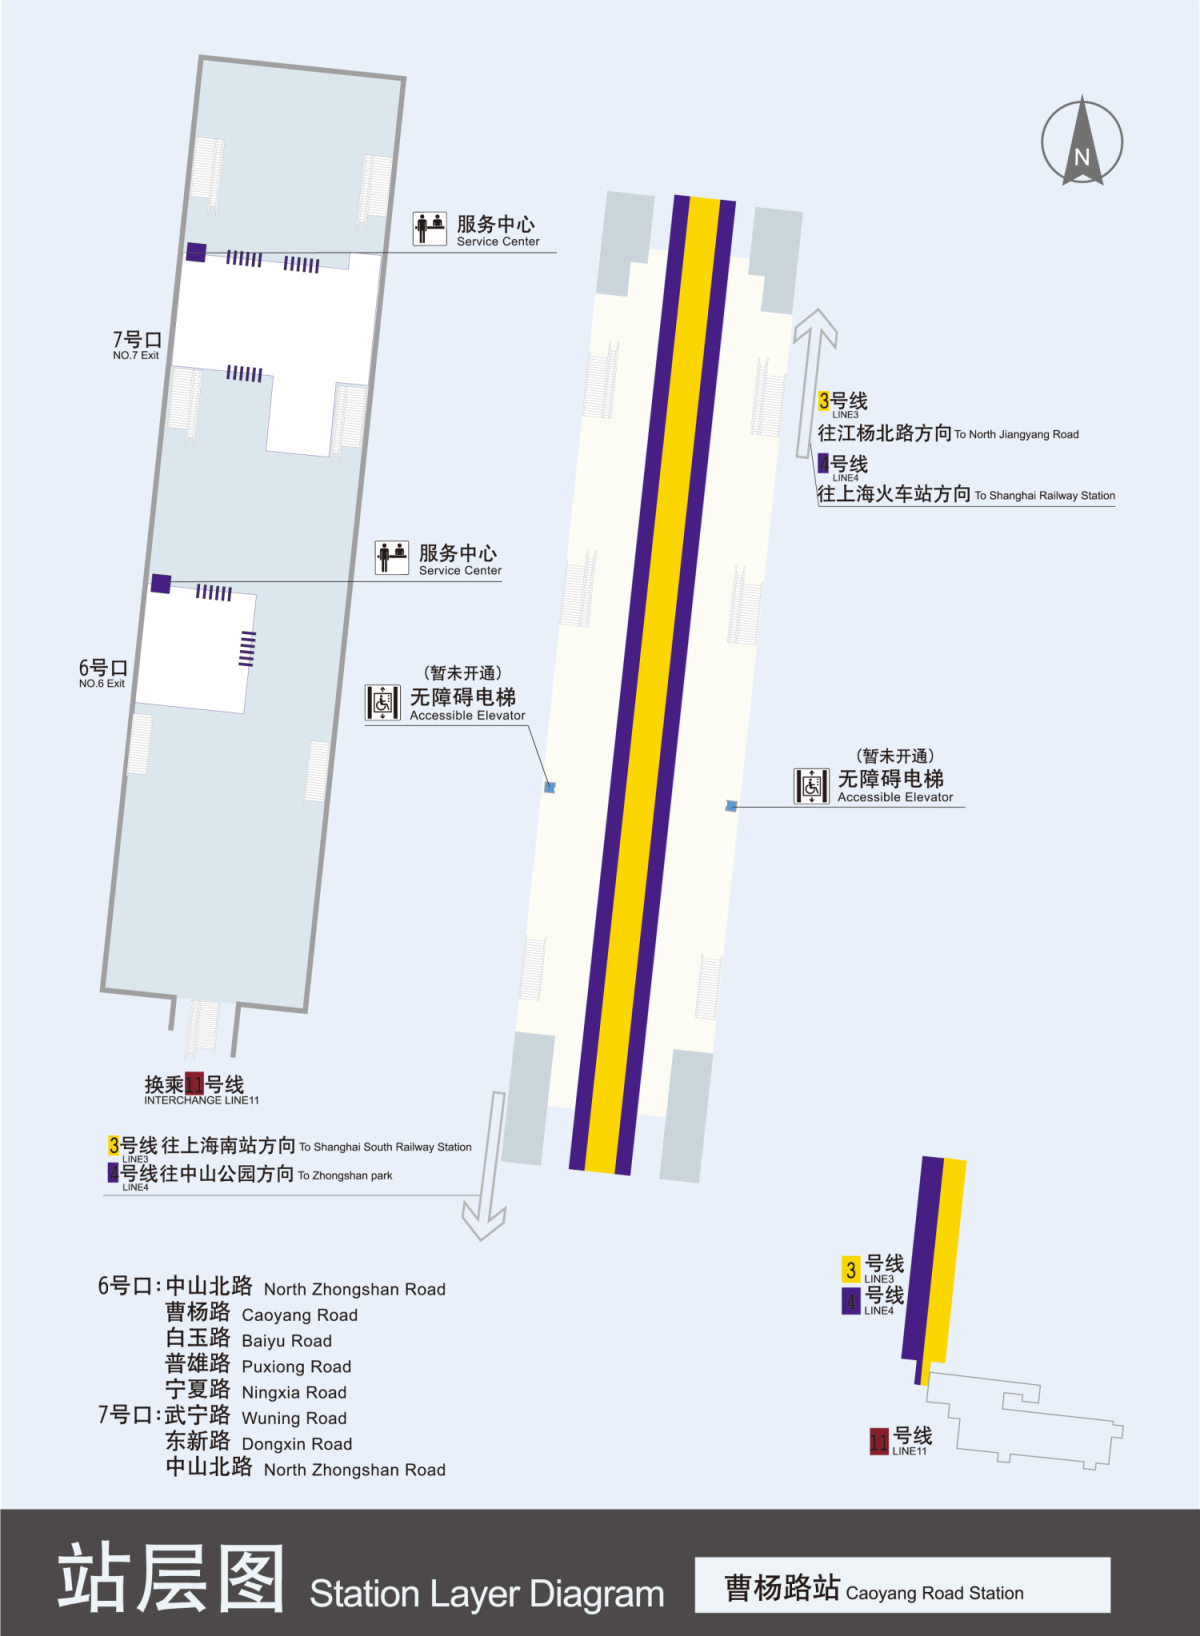 N
服务中心
Service Center
7号口
NO.7 Exit
3号线
LINE3
往江杨北路方向 To North Jiangyang Road
4号线
LINE4
往上海火车站方向 To Shanghai Railway Station
服务中心
Service Center
6号口
NO.6 Exit
(暂未开通)
无障碍电梯
Accessible Elevator
(暂未开通)
无障碍电梯
Accessible Elevator
换乘11号线
INTERCHANGE LINE11
3号线 往上海南站方向 To Shanghai South Railway Station
LINE3
4号线 往中山公园方向 To Zhongshan park
LINE4
6号口:中山北路 North Zhongshan Road
曹杨路 Caoyang Road
白玉路 Baiyu Road
普雄路 Puxiong Road
宁夏路 Ningxia Road
7号口:武宁路 Wuning Road
东新路 Dongxin Road
中山北路 North Zhongshan Road
3 号线
LINE3
4 号线
LINE4
11 号线
LINE11
站层图 Station Layer Diagram
曹杨路站 Caoyang Road Station